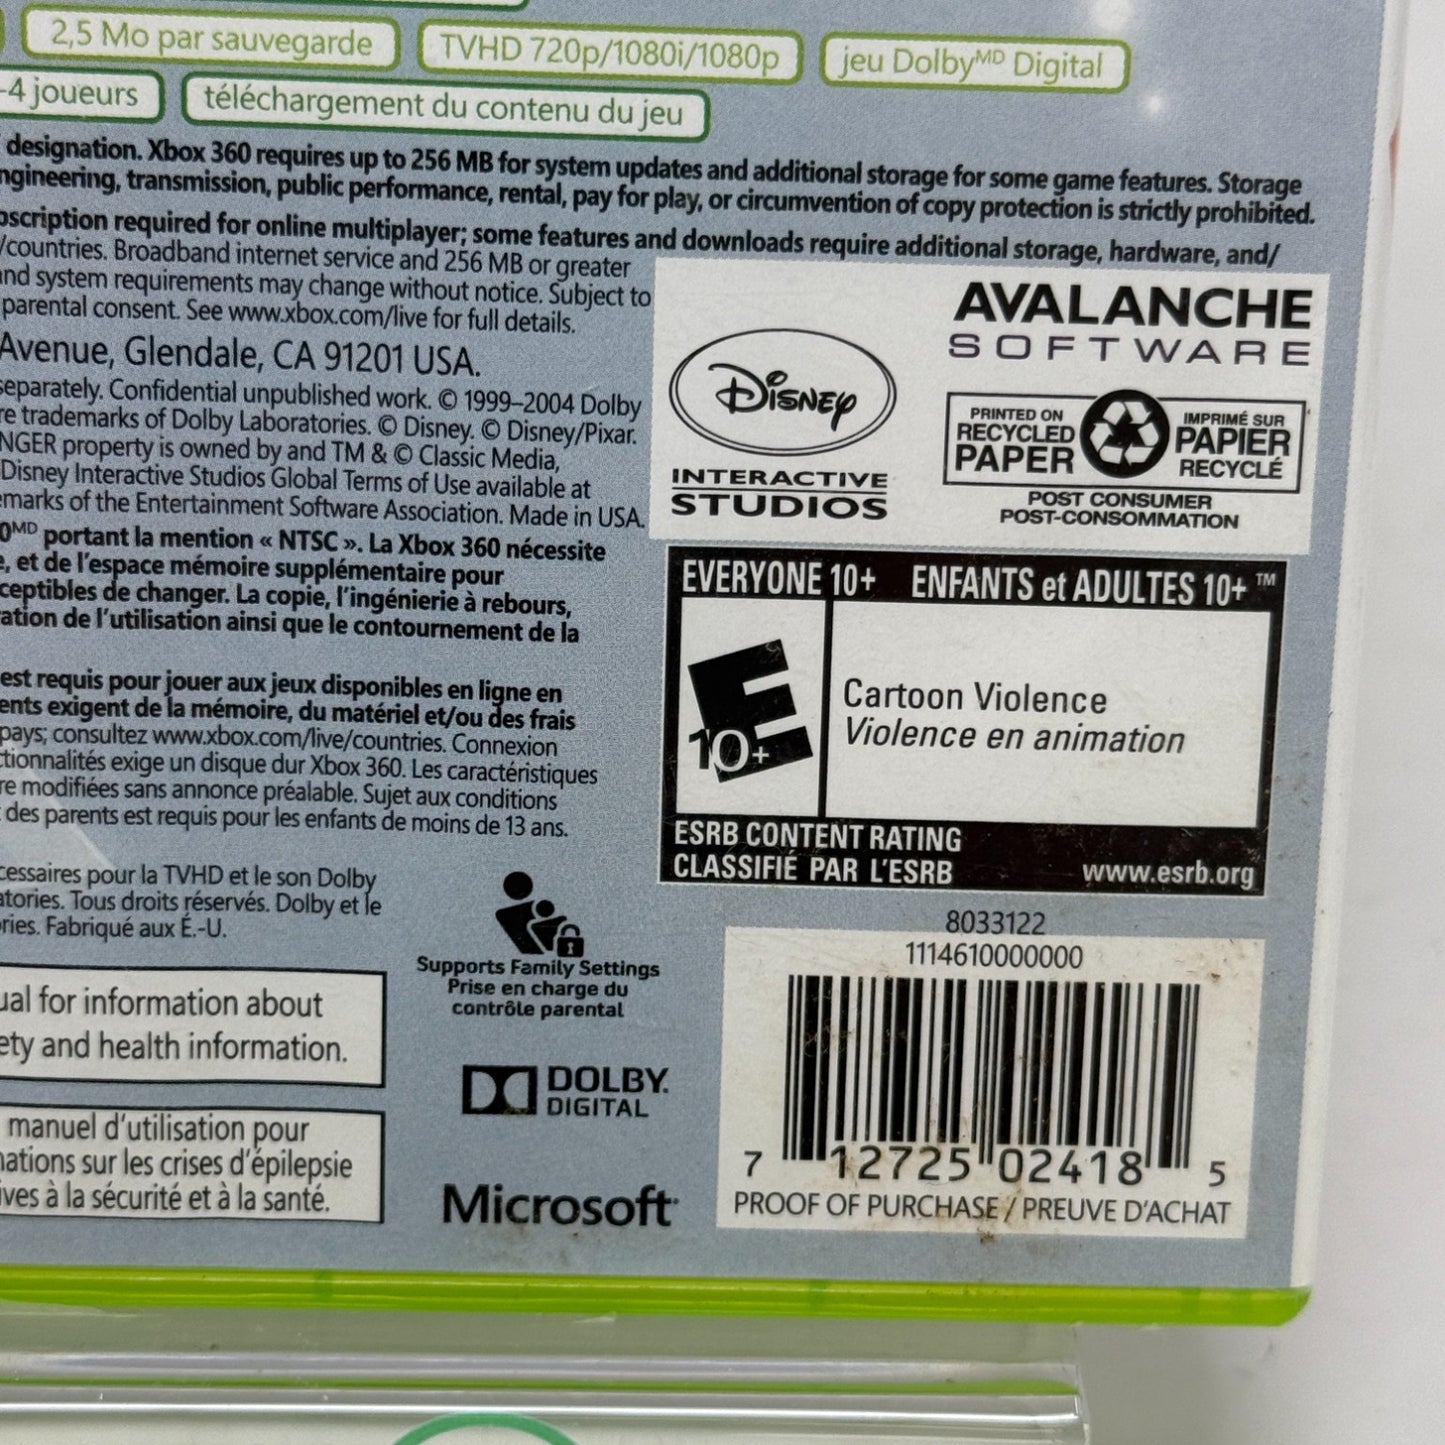 2,5 Mo par sauvegarde
TVHD 720p/1080i/1080p
jeu Dolbyᴹᴰ Digital
-4 joueurs
téléchargement du contenu du jeu
designation. Xbox 360 requires up to 256 MB for system updates and additional storage for some game features. Storage
ngineering, transmission, public performance, rental, pay for play, or circumvention of copy protection is strictly prohibited.
scription required for online multiplayer; some features and downloads require additional storage, hardware, and/
/countries. Broadband internet service and 256 MB or greater
nd system requirements may change without notice. Subject to
parental consent. See www.xbox.com/live for full details.
Avenue, Glendale, CA 91201 USA.
separately. Confidential unpublished work. © 1999–2004 Dolby
re trademarks of Dolby Laboratories. © Disney. © Disney/Pixar.
NGER property is owned by and TM & © Classic Media,
Disney Interactive Studios Global Terms of Use available at
emarks of the Entertainment Software Association. Made in USA.
0ᴹᴰ portant la mention « NTSC ». La Xbox 360 nécessite
e, et de l'espace mémoire supplémentaire pour
ceptibles de changer. La copie, l'ingénierie à rebours,
ation de l'utilisation ainsi que le contournement de la
est requis pour jouer aux jeux disponibles en ligne en
ents exigent de la mémoire, du matériel et/ou des frais
pays; consultez www.xbox.com/live/countries. Connexion
ctionnalités exige un disque dur Xbox 360. Les caractéristiques
re modifiées sans annonce préalable. Sujet aux conditions
des parents est requis pour les enfants de moins de 13 ans.
cessaires pour la TVHD et le son Dolby
atories. Tous droits réservés. Dolby et le
ries. Fabriqué aux É.-U.
ual for information about
ety and health information.
manuel d'utilisation pour
nations sur les crises d'épilepsie
ives à la sécurité et à la santé.
Supports Family Settings
Prise en charge du
contrôle parental
DOLBY.
DIGITAL
Microsoft
Disney
INTERACTIVE
STUDIOS
AVALANCHE
SOFTWARE
PRINTED ON
RECYCLED
PAPER
IMPRIMÉ SUR
PAPIER
RECYCLÉ
POST CONSUMER
POST-CONSOMMATION
EVERYONE 10+ ENFANTS et ADULTES 10+ ™
E
10+
Cartoon Violence
Violence en animation
ESRB CONTENT RATING
CLASSIFIÉ PAR L'ESRB www.esrb.org
8033122
1114610000000
7 12725 02418 5
PROOF OF PURCHASE / PREUVE D'ACHAT